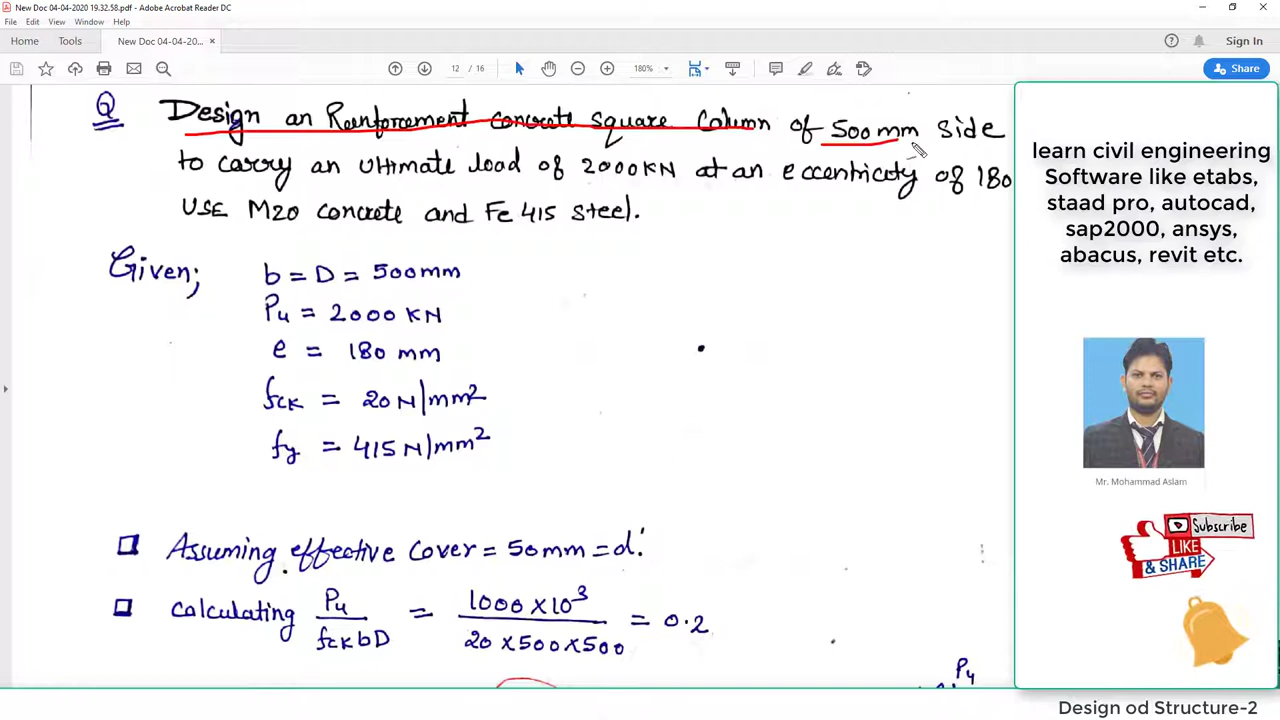 New Doc 04-04-2020 19.32.58.pdf - Adobe Acrobat Reader DC
File Edit View Window Help
Home Tools New Doc 04-04-20... × Sign In
12 / 16 180% Share
Q Design an Reinforcement concrete square column of 500 mm side
to carry an ultimate load of 2000KN at an eccentricity of 180
USE M20 concrete and Fe 415 steel.
Given;
b = D = 500mm
Pu = 2000 KN
e = 180 mm
fck = 20 N/mm²
fy = 415 N/mm²
Assuming effective cover = 50mm = d'.
calculating Pu / fck bD = 1000 × 10³ / 20 × 500 × 500 = 0.2
Pu
learn civil engineering
Software like etabs,
staad pro, autocad,
sap2000, ansys,
abacus, revit etc.
Mr. Mohammad Aslam
Subscribe
LIKE
& SHARE
Design od Structure-2